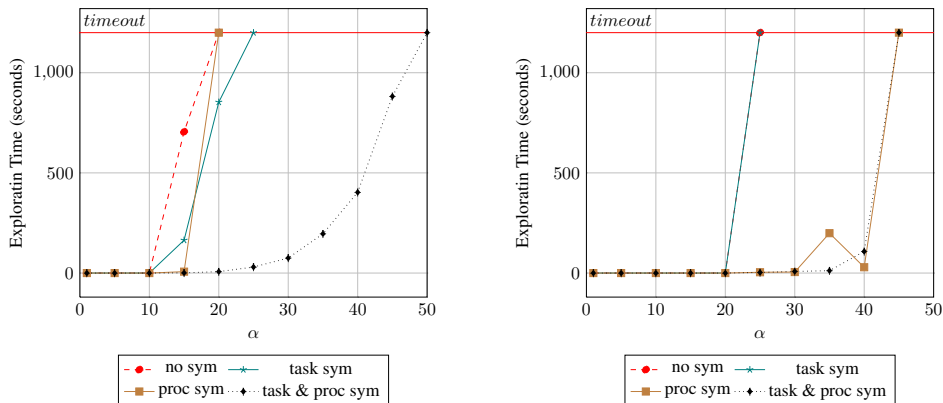 timeout
1,000
500
0
Exploratin Time (seconds)
0 10 20 30 40 50
α
no sym task sym
proc sym task & proc sym
timeout
1,000
500
0
Exploratin Time (seconds)
0 10 20 30 40 50
α
no sym task sym
proc sym task & proc sym